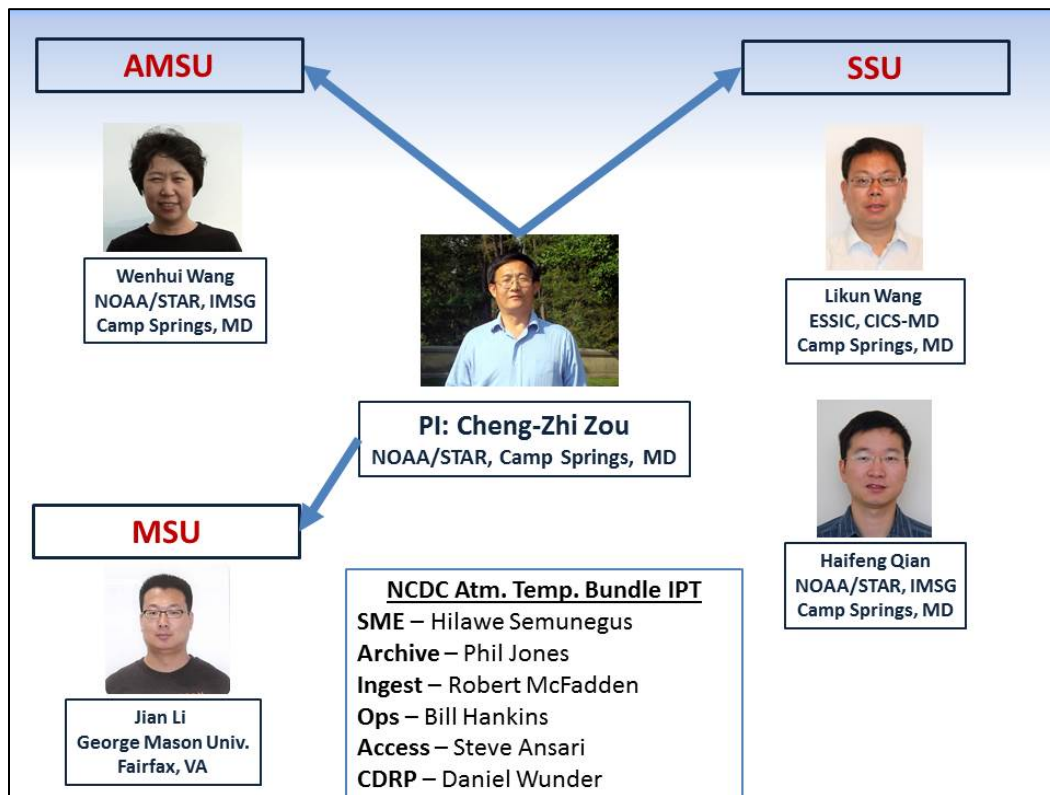 AMSU
SSU
Wenhui Wang
NOAA/STAR, IMSG
Camp Springs, MD
Likun Wang
ESSIC, CICS-MD
Camp Springs, MD
PI: Cheng-Zhi Zou
NOAA/STAR, Camp Springs, MD
MSU
Haifeng Qian
NOAA/STAR, IMSG
Camp Springs, MD
Jian Li
George Mason Univ.
Fairfax, VA
NCDC Atm. Temp. Bundle IPT
SME – Hilawe Semunegus
Archive – Phil Jones
Ingest – Robert McFadden
Ops – Bill Hankins
Access – Steve Ansari
CDRP – Daniel Wunder